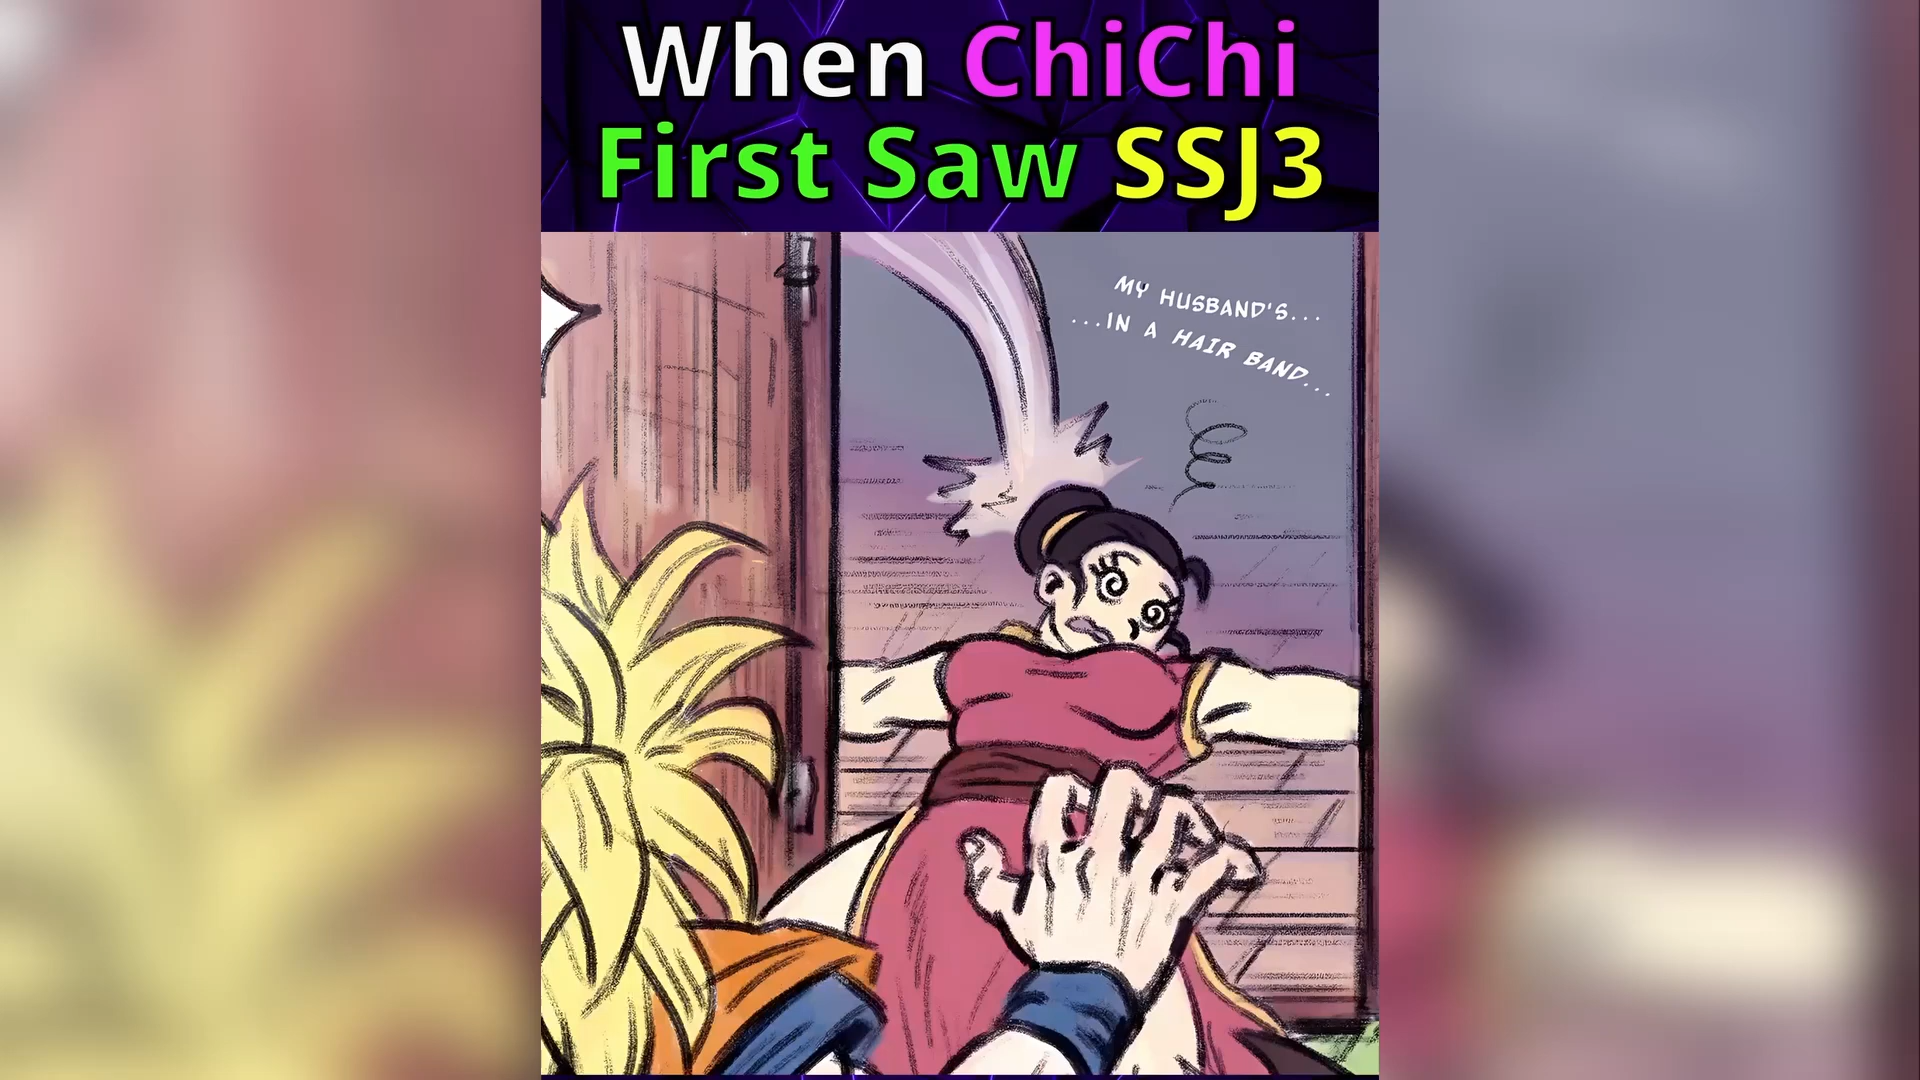 When ChiChi
First Saw SSJ3
MY HUSBAND'S...
...IN A HAIR BAND...